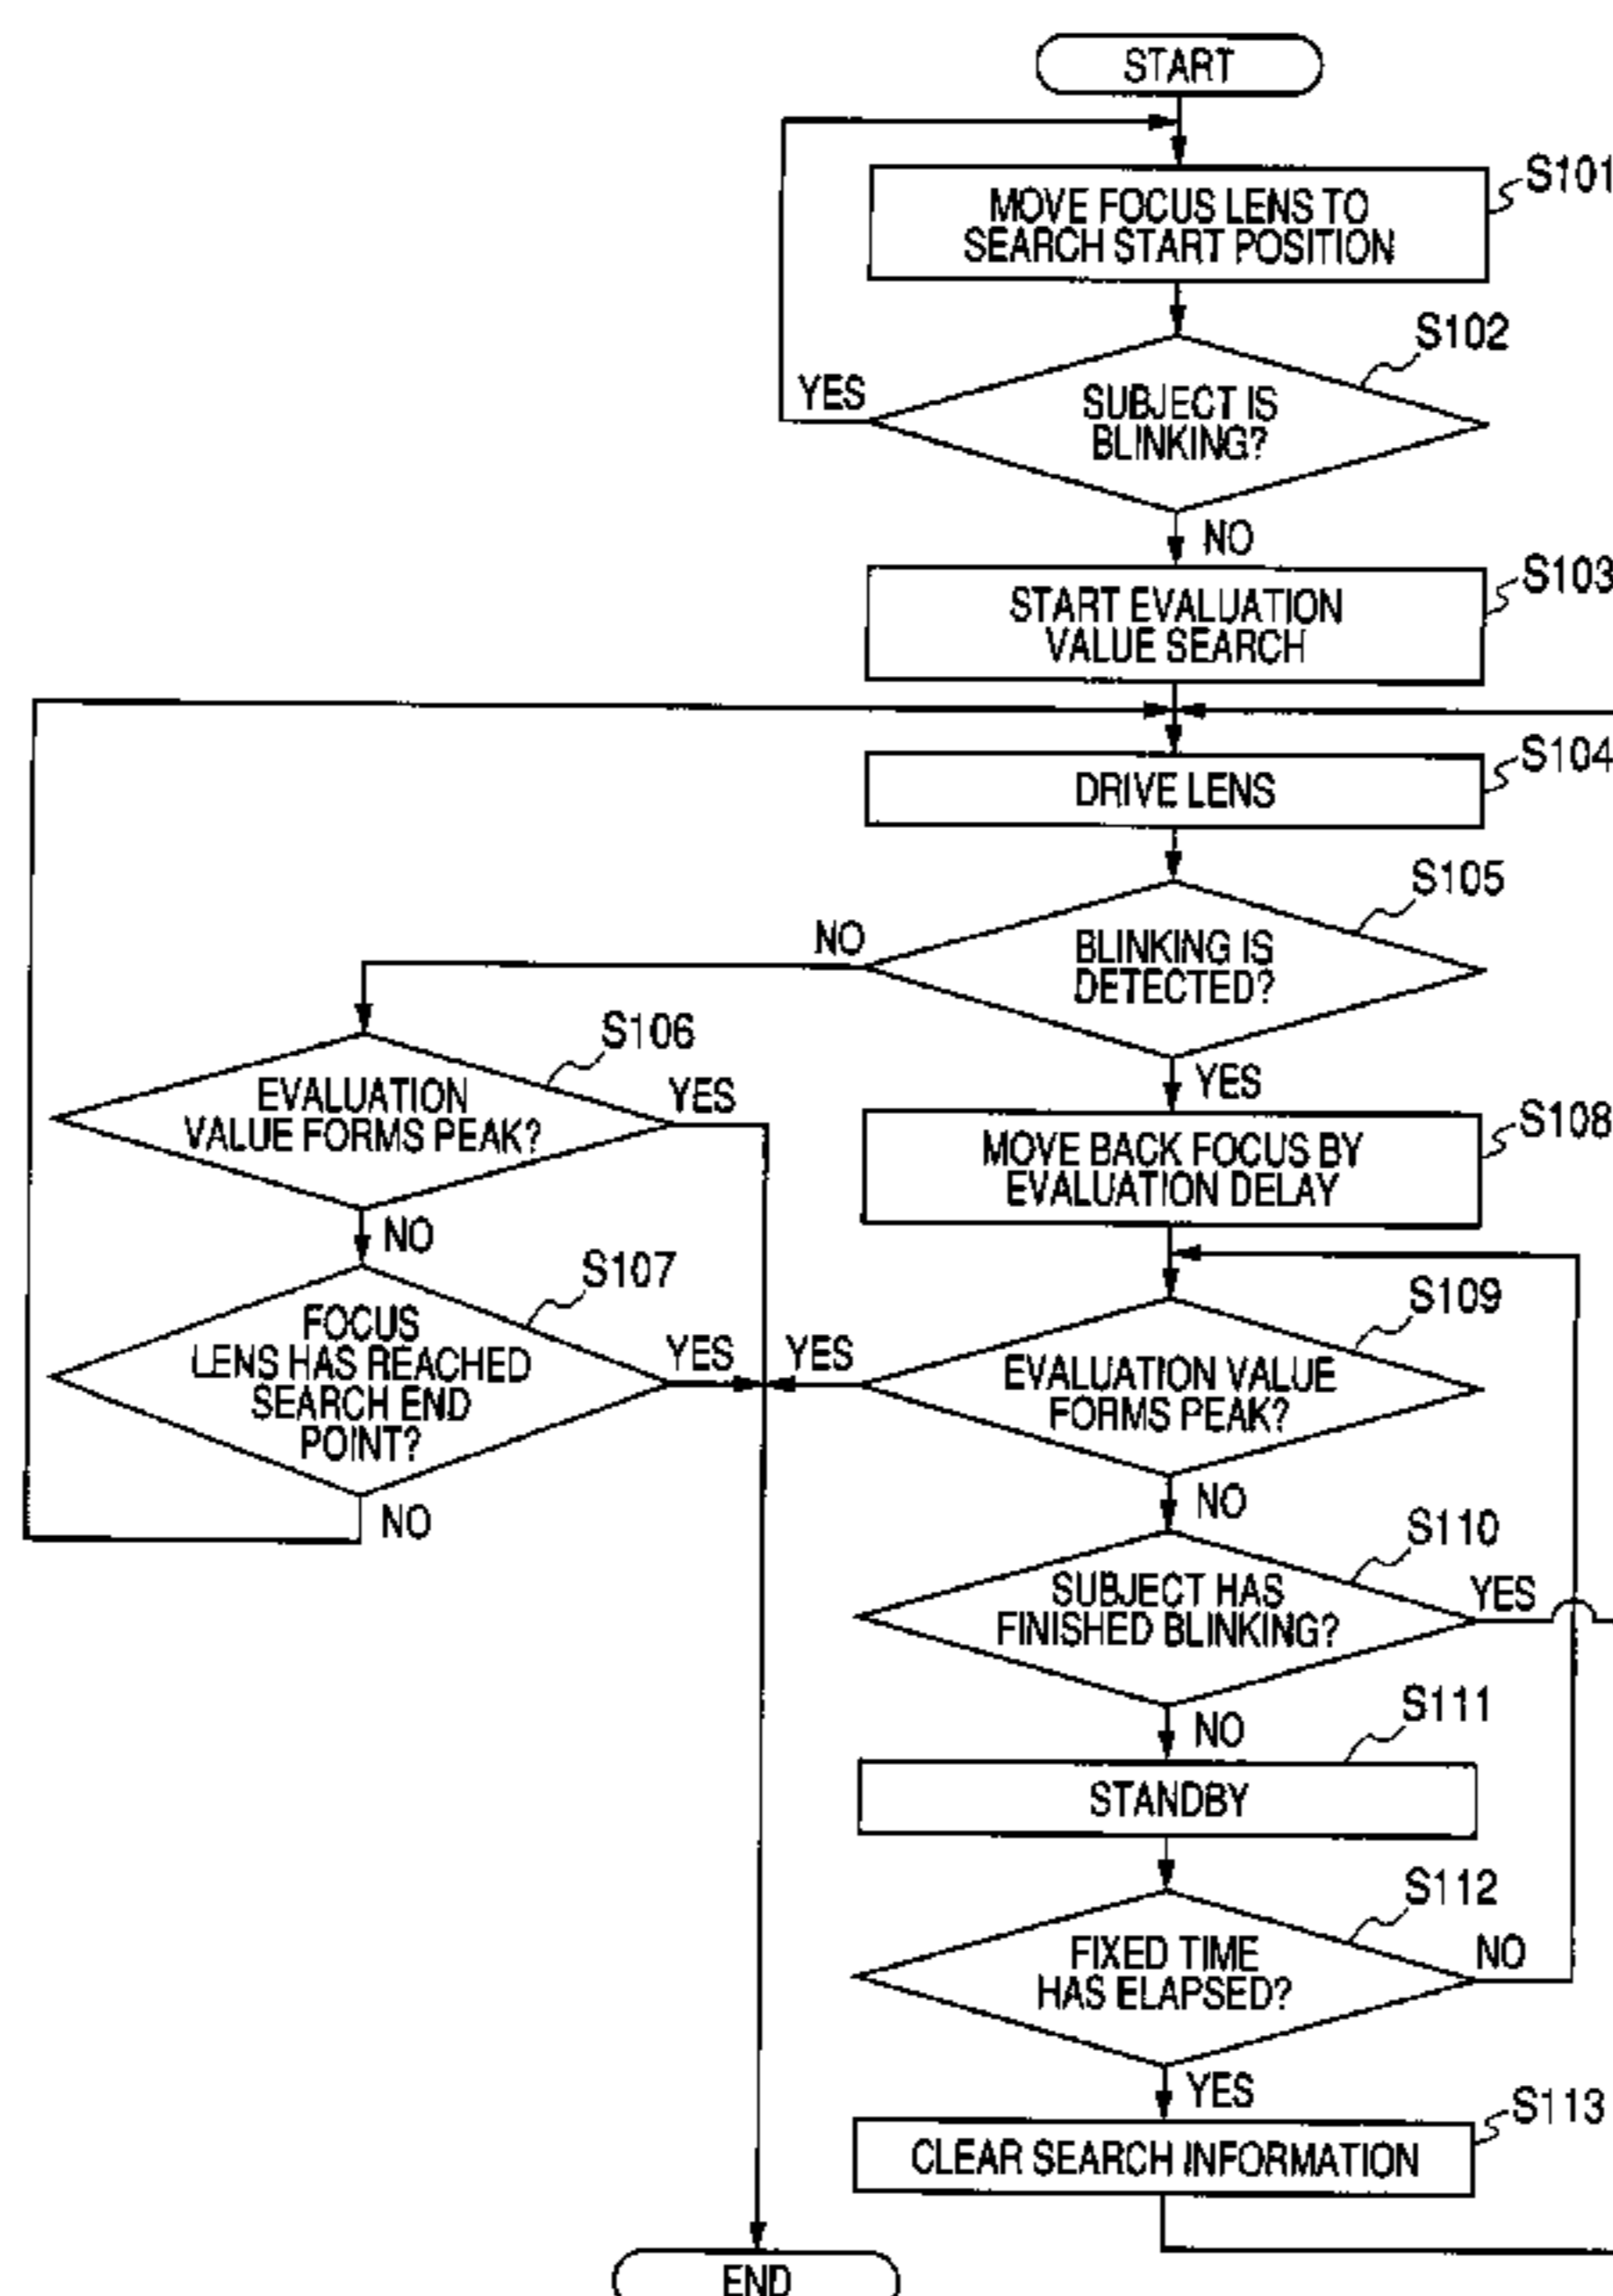 START
MOVE FOCUS LENS TO
SEARCH START POSITION
S101
SUBJECT IS
BLINKING?
S102
YES
NO
START EVALUATION
VALUE SEARCH
S103
DRIVE LENS
S104
BLINKING IS
DETECTED?
S105
NO
YES
EVALUATION
VALUE FORMS PEAK?
S106
YES
NO
FOCUS
LENS HAS REACHED
SEARCH END
POINT?
S107
YES
NO
MOVE BACK FOCUS BY
EVALUATION DELAY
S108
EVALUATION VALUE
FORMS PEAK?
S109
YES
NO
SUBJECT HAS
FINISHED BLINKING?
S110
YES
NO
STANDBY
S111
FIXED TIME
HAS ELAPSED?
S112
NO
YES
CLEAR SEARCH INFORMATION
S113
END